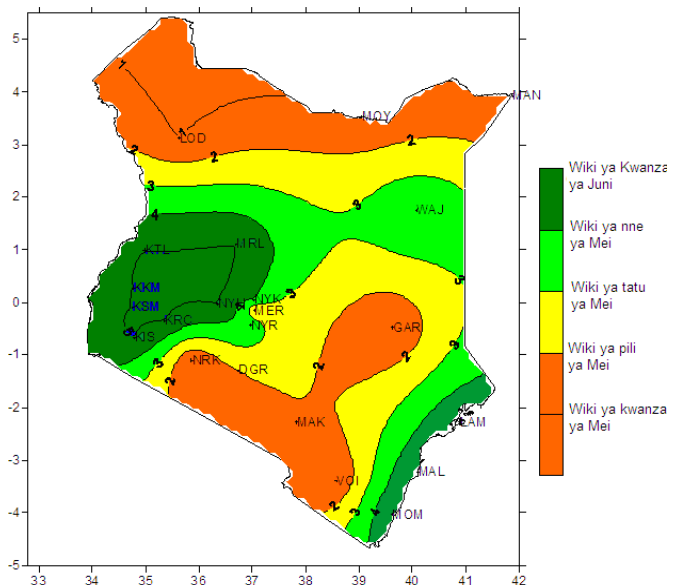 5
4
3
2
1
0
-1
-2
-3
-4
-5
33
34
35
36
37
38
39
40
41
42
MAN
MOY
LOD
WAJ
MRL
KTL
KKM
KSM
NYH
NYK
MER
NYR
KRC
KIS
GAR
NRK
DGR
MAK
LAM
MAL
VOI
MOM
1
1
2
2
2
3
3
4
3
3
2
2
2
3
3
2
3
4
Wiki ya Kwanza
ya Juni
Wiki ya nne
ya Mei
Wiki ya tatu
ya Mei
Wiki ya pili
ya Mei
Wiki ya kwanza
ya Mei